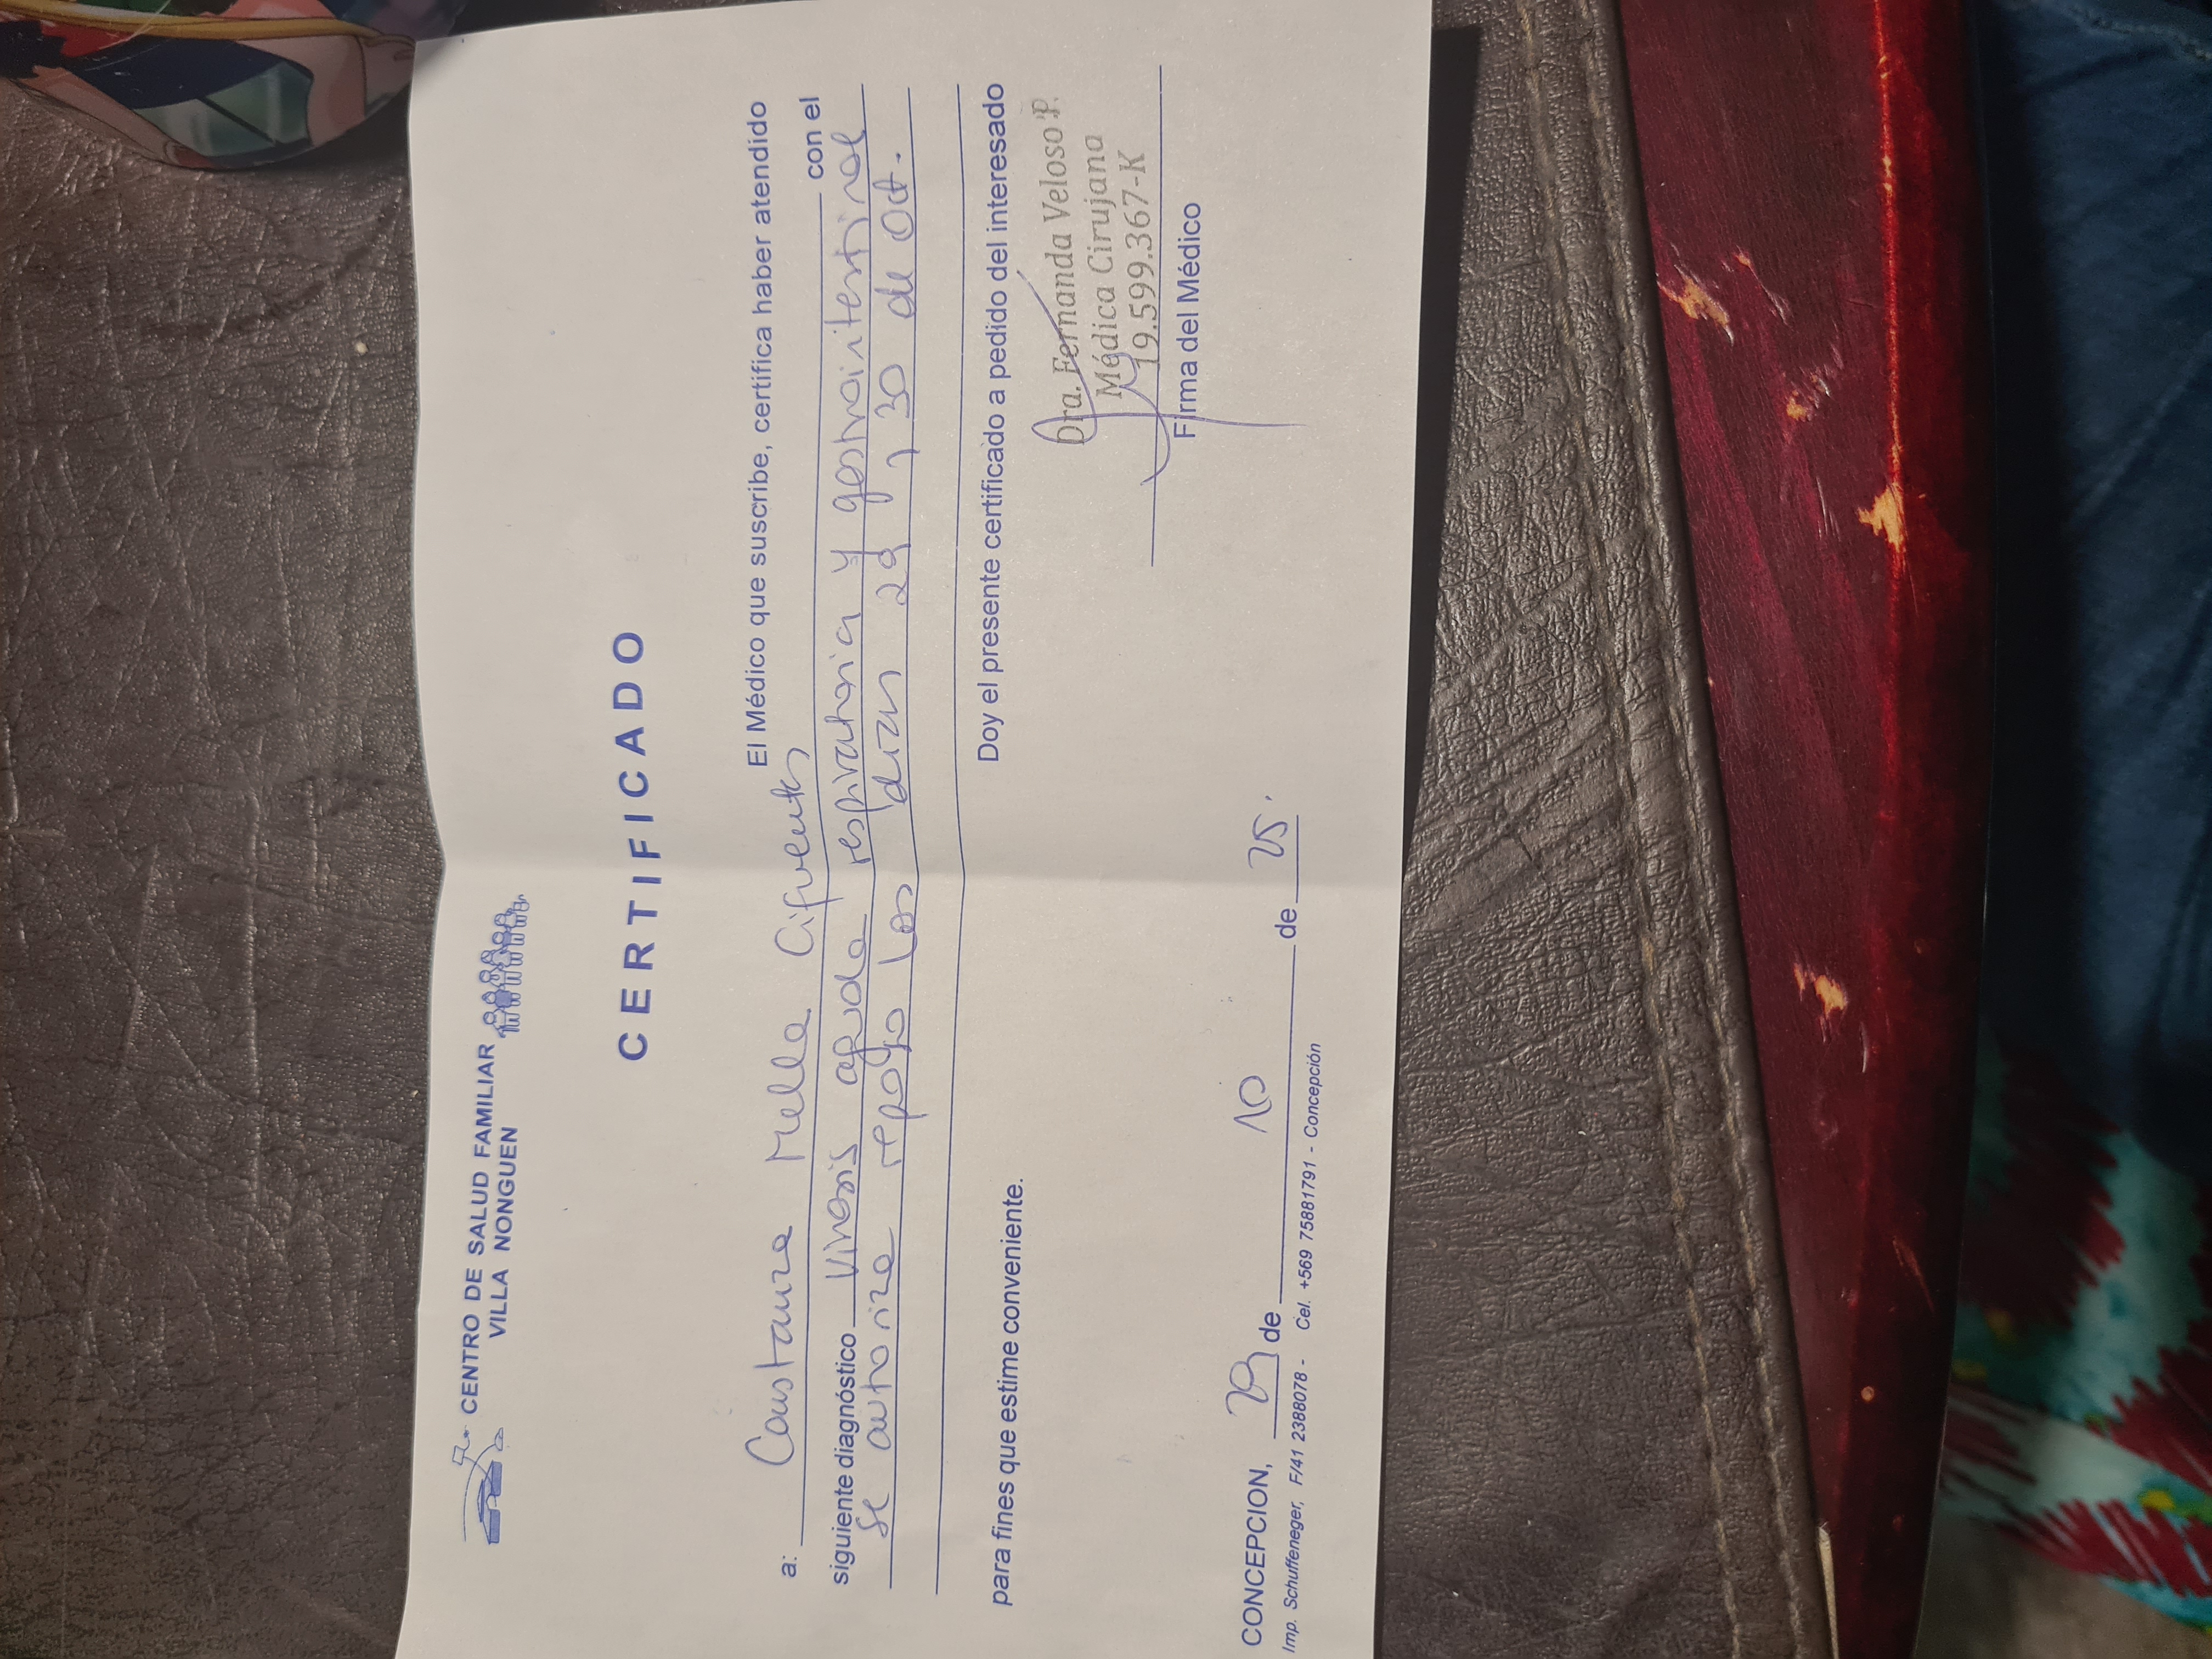 CENTRO DE SALUD FAMILIAR
VILLA NONGUEN
CERTIFICADO
El Médico que suscribe, certifica haber atendido
a: Constanza Mella Cifuentes con el
siguiente diagnóstico Virosis aguda respiratoria y gastrointestinal
se autoriza reposo los dias 29 y 30 de Oct.
Doy el presente certificado a pedido del interesado
para fines que estime conveniente.
Dra. Fernanda Veloso P.
Médica Cirujana
19.599.367-K
Firma del Médico
CONCEPCION, 29 de 10 de 25.
Imp. Schuffeneger, F/41 2388078 - Cel. +569 75881791 - Concepción